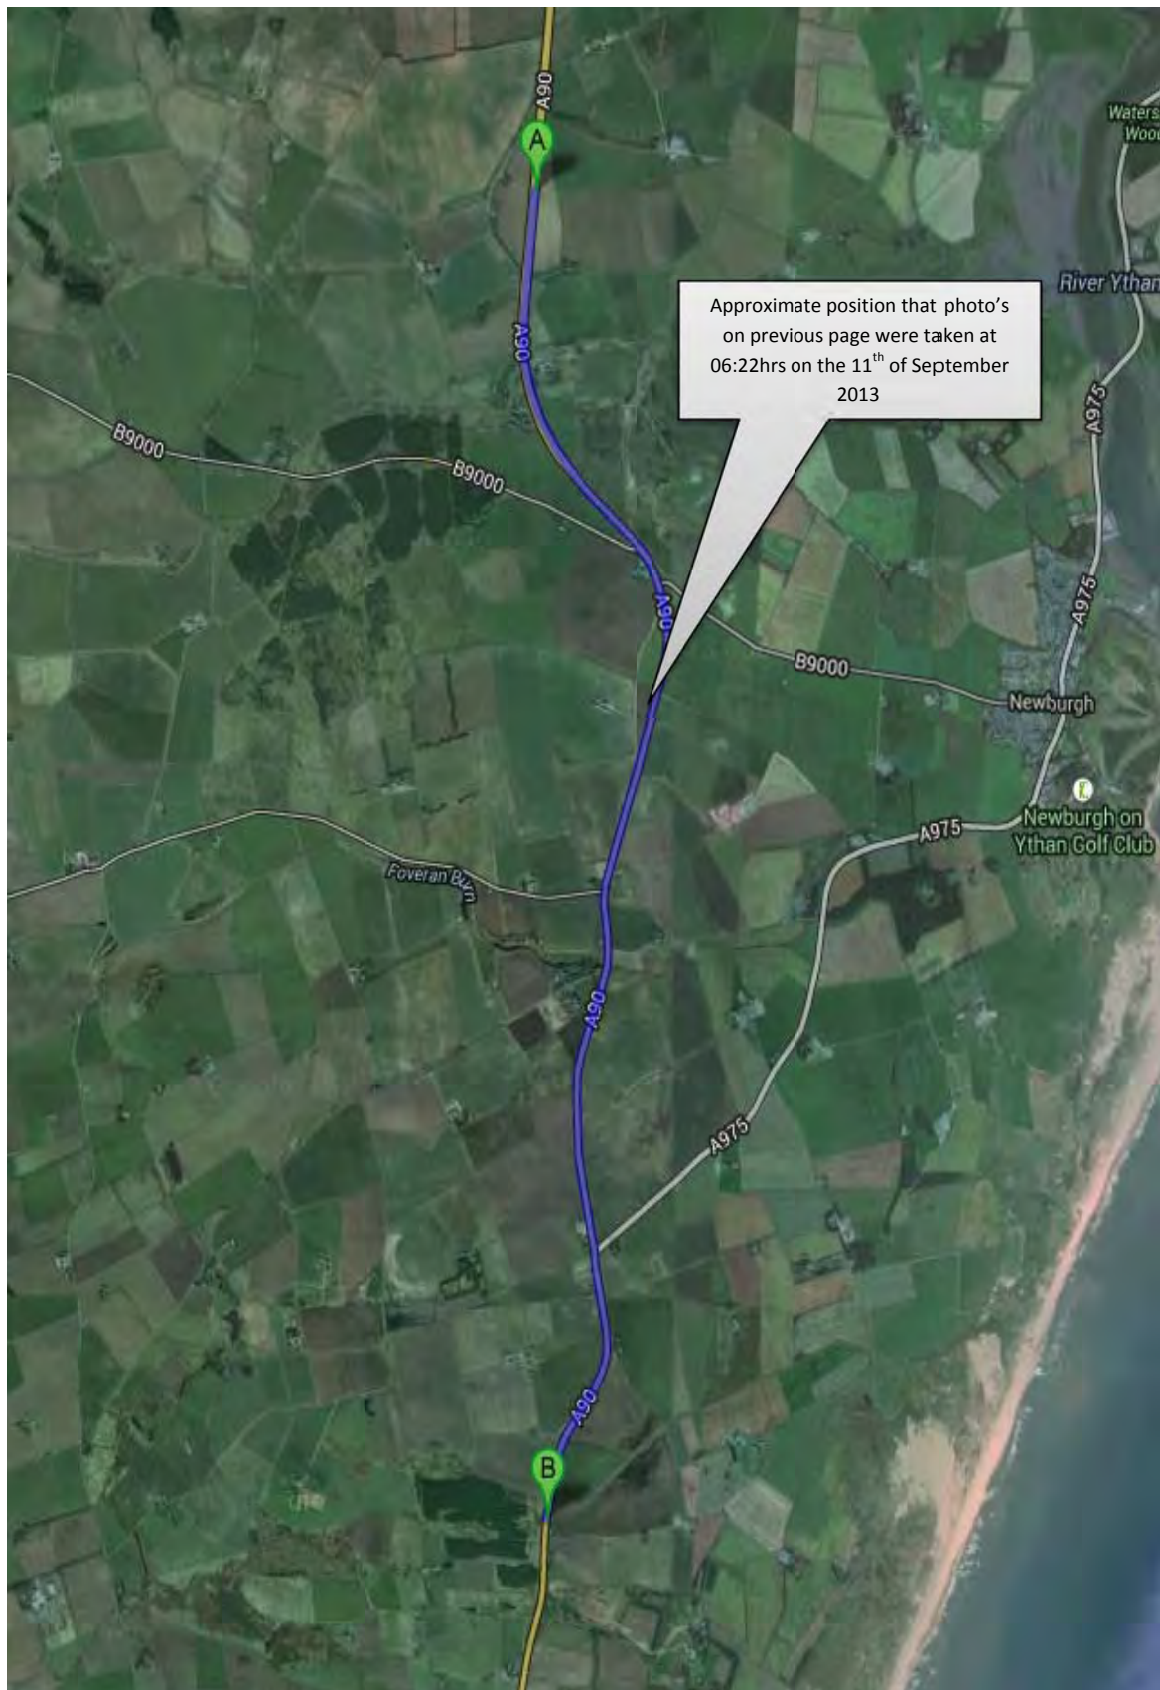 A90
A
Waters
Wood
River Ythan
Approximate position that photo's
on previous page were taken at
06:22hrs on the 11th of September
2013
A90
A975
B9000
B9000
A975
A90
B9000
Newburgh
Newburgh on
Ythan Golf Club
A975
Foveran Burn
A90
A975
A90
B